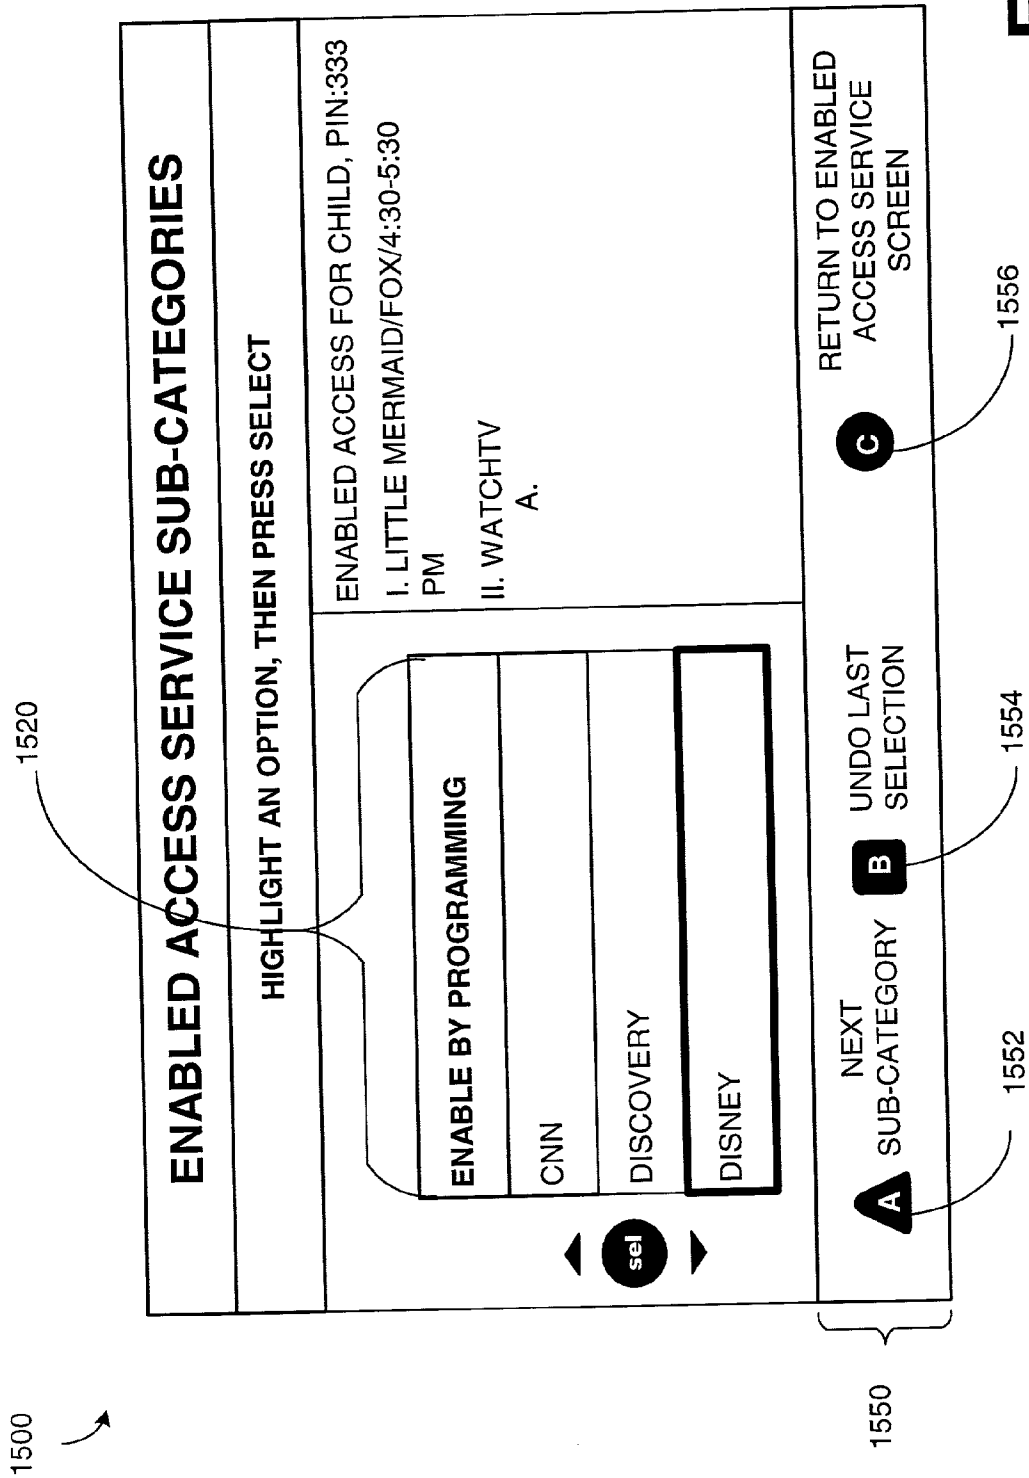 1500
1520
ENABLED ACCESS SERVICE SUB-CATEGORIES
HIGHLIGHT AN OPTION, THEN PRESS SELECT
sel
ENABLE BY PROGRAMMING
CNN
DISCOVERY
DISNEY
ENABLED ACCESS FOR CHILD, PIN:333
I. LITTLE MERMAID/FOX/4:30-5:30
PM
II. WATCHTV
A.
1550
A
NEXT
SUB-CATEGORY
B
UNDO LAST
SELECTION
C
RETURN TO ENABLED
ACCESS SERVICE
SCREEN
1552
1554
1556